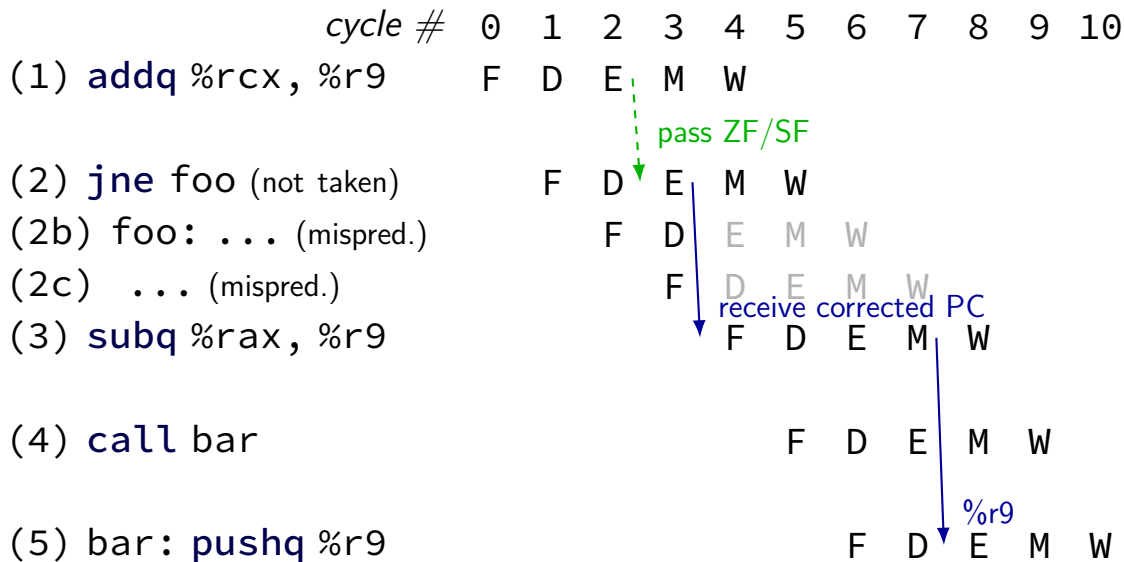 cycle # 0 1 2 3 4 5 6 7 8 9 10
(1) addq %rcx, %r9 F D E M W
pass ZF/SF
(2) jne foo (not taken) F D E M W
(2b) foo: ... (mispred.) F D E M W
(2c) ... (mispred.) F D E M W
receive corrected PC
(3) subq %rax, %r9 F D E M W
(4) call bar F D E M W
%r9
(5) bar: pushq %r9 F D E M W